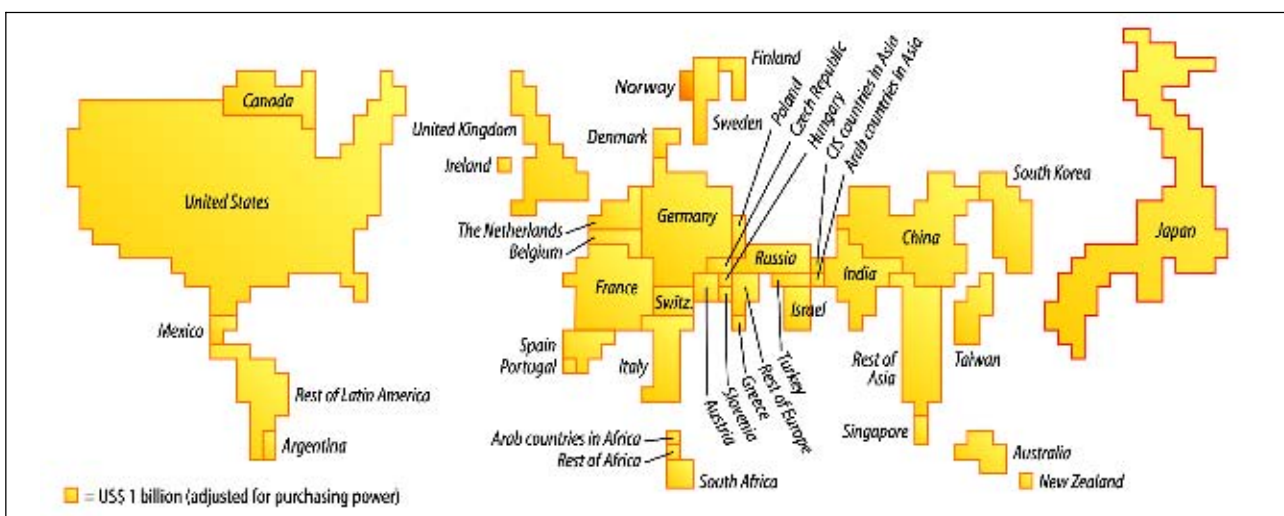 Canada
United States
Mexico
Rest of Latin America
Argentina
United Kingdom
Ireland
Norway
Finland
Sweden
Denmark
Poland
Czech Republic
Hungary
CIS countries in Asia
Arab countries in Asia
The Netherlands
Belgium
Germany
France
Switz.
Russia
Spain
Portugal
Italy
Austria
Slovenia
Greece
Rest of Europe
Turkey
Israel
India
China
South Korea
Japan
Taiwan
Rest of
Asia
Singapore
Arab countries in Africa
Rest of Africa
South Africa
Australia
New Zealand
= US$ 1 billion (adjusted for purchasing power)